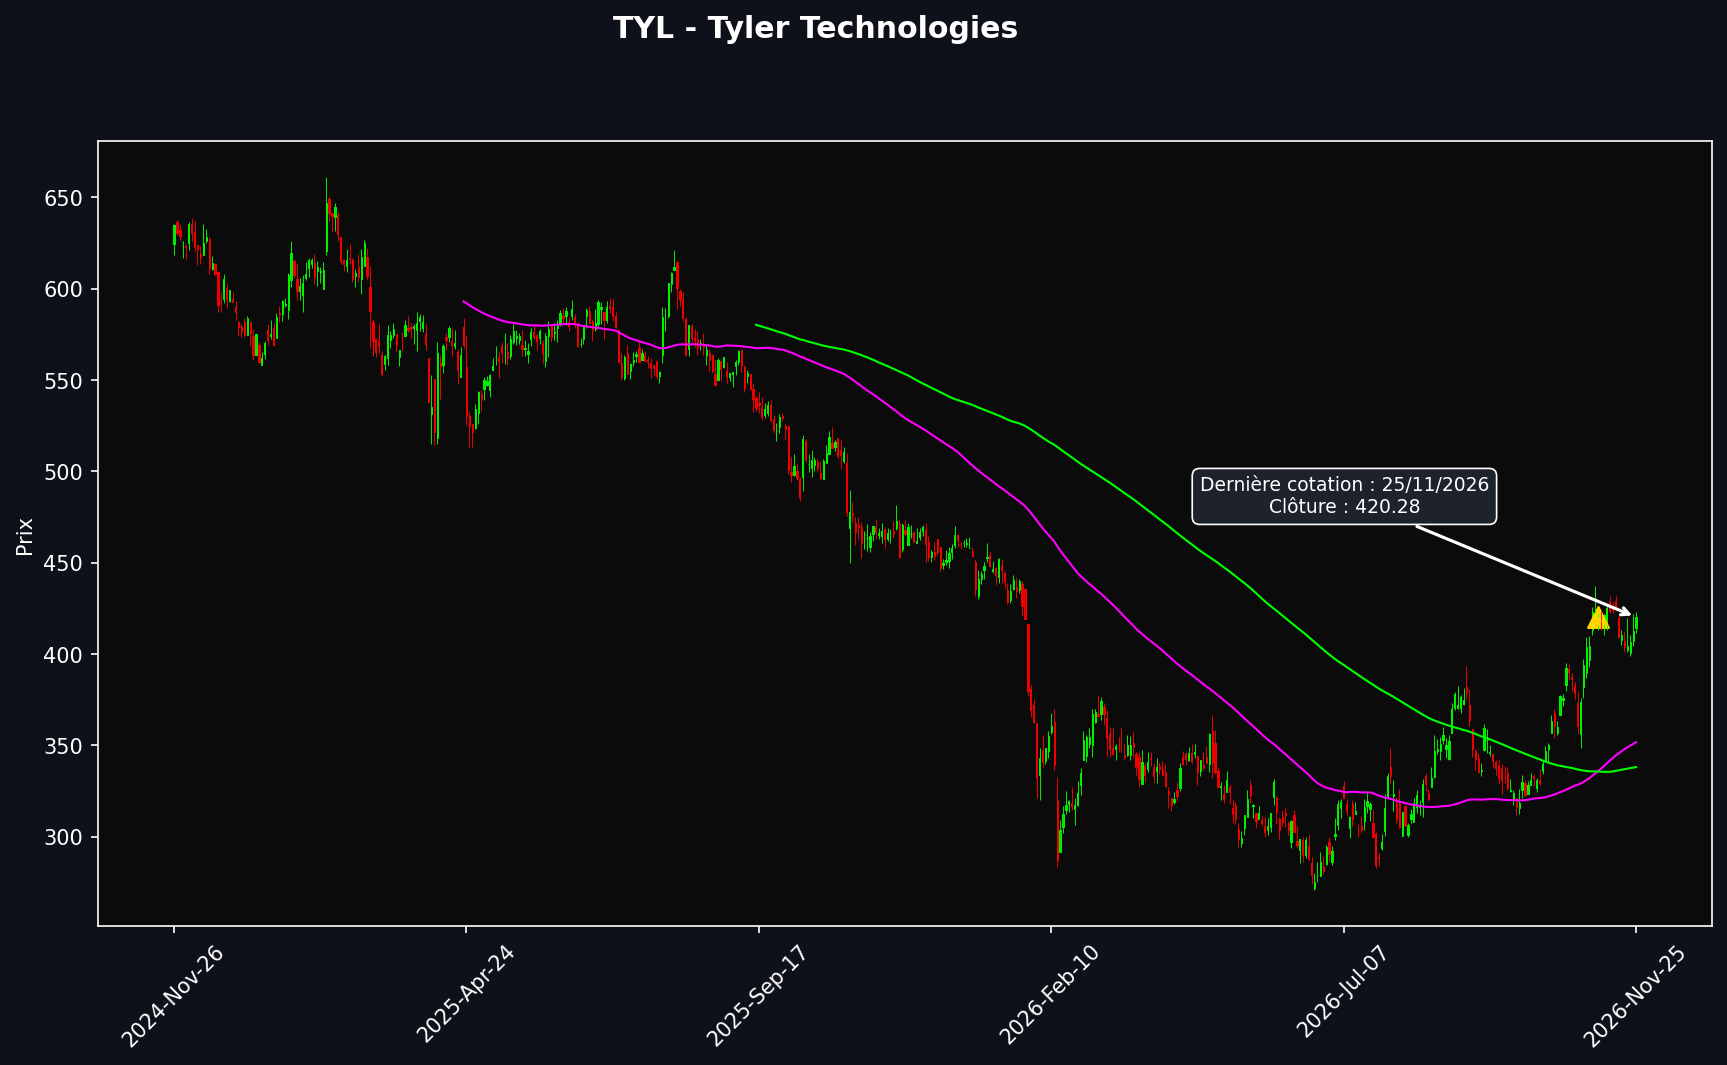 TYL - Tyler Technologies
Prix
650
600
550
500
450
400
350
300
Dernière cotation : 25/11/2026
Clôture : 420.28
2024-Nov-26
2025-Apr-24
2025-Sep-17
2026-Feb-10
2026-Jul-07
2026-Nov-25